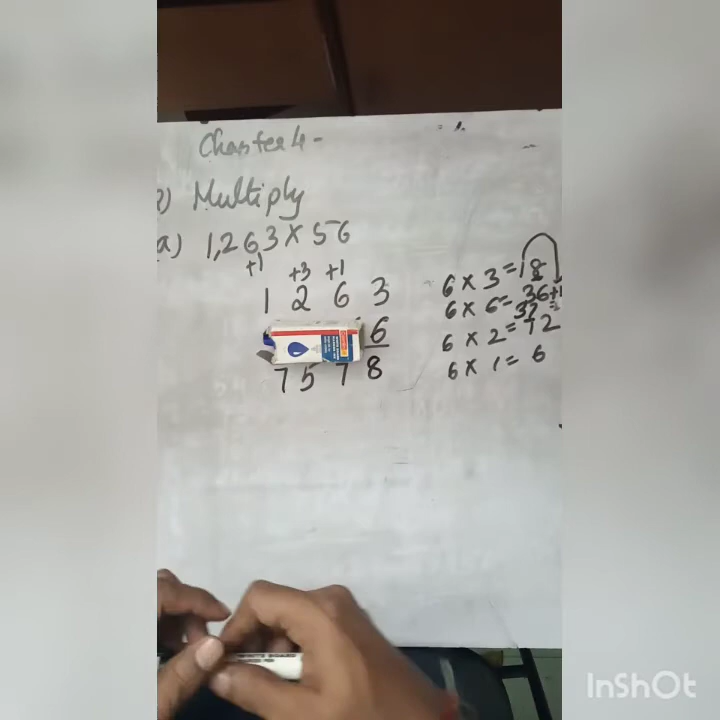 Chapter 4-
2) Multiply
a) 1,263 x 56
+1 +3 +1
1 2 6 3
6
7 5 7 8
6 x 3 = 18
6 x 6 = 36+1
37
6 x 2 = 12
6 x 1 = 6
InShOt